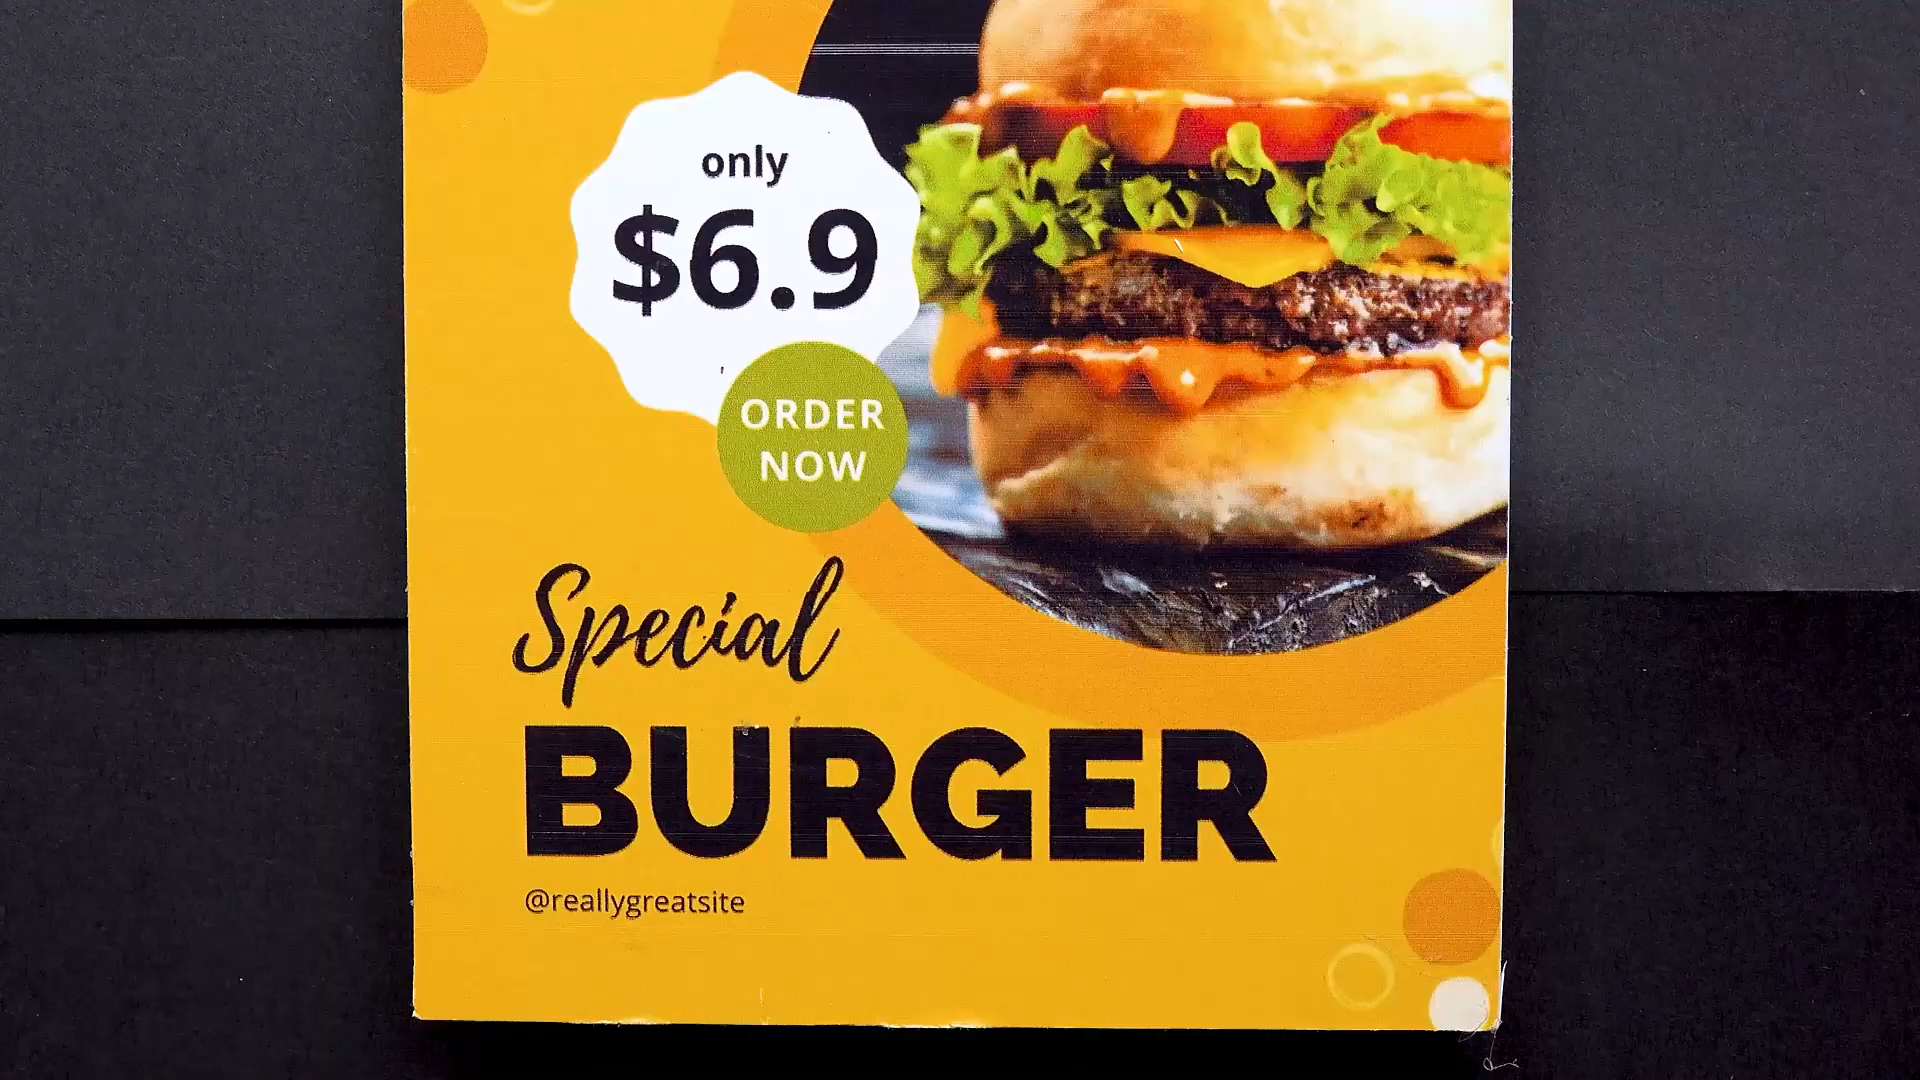 only
$6.9
ORDER
NOW
Special
BURGER
@reallygreatsite